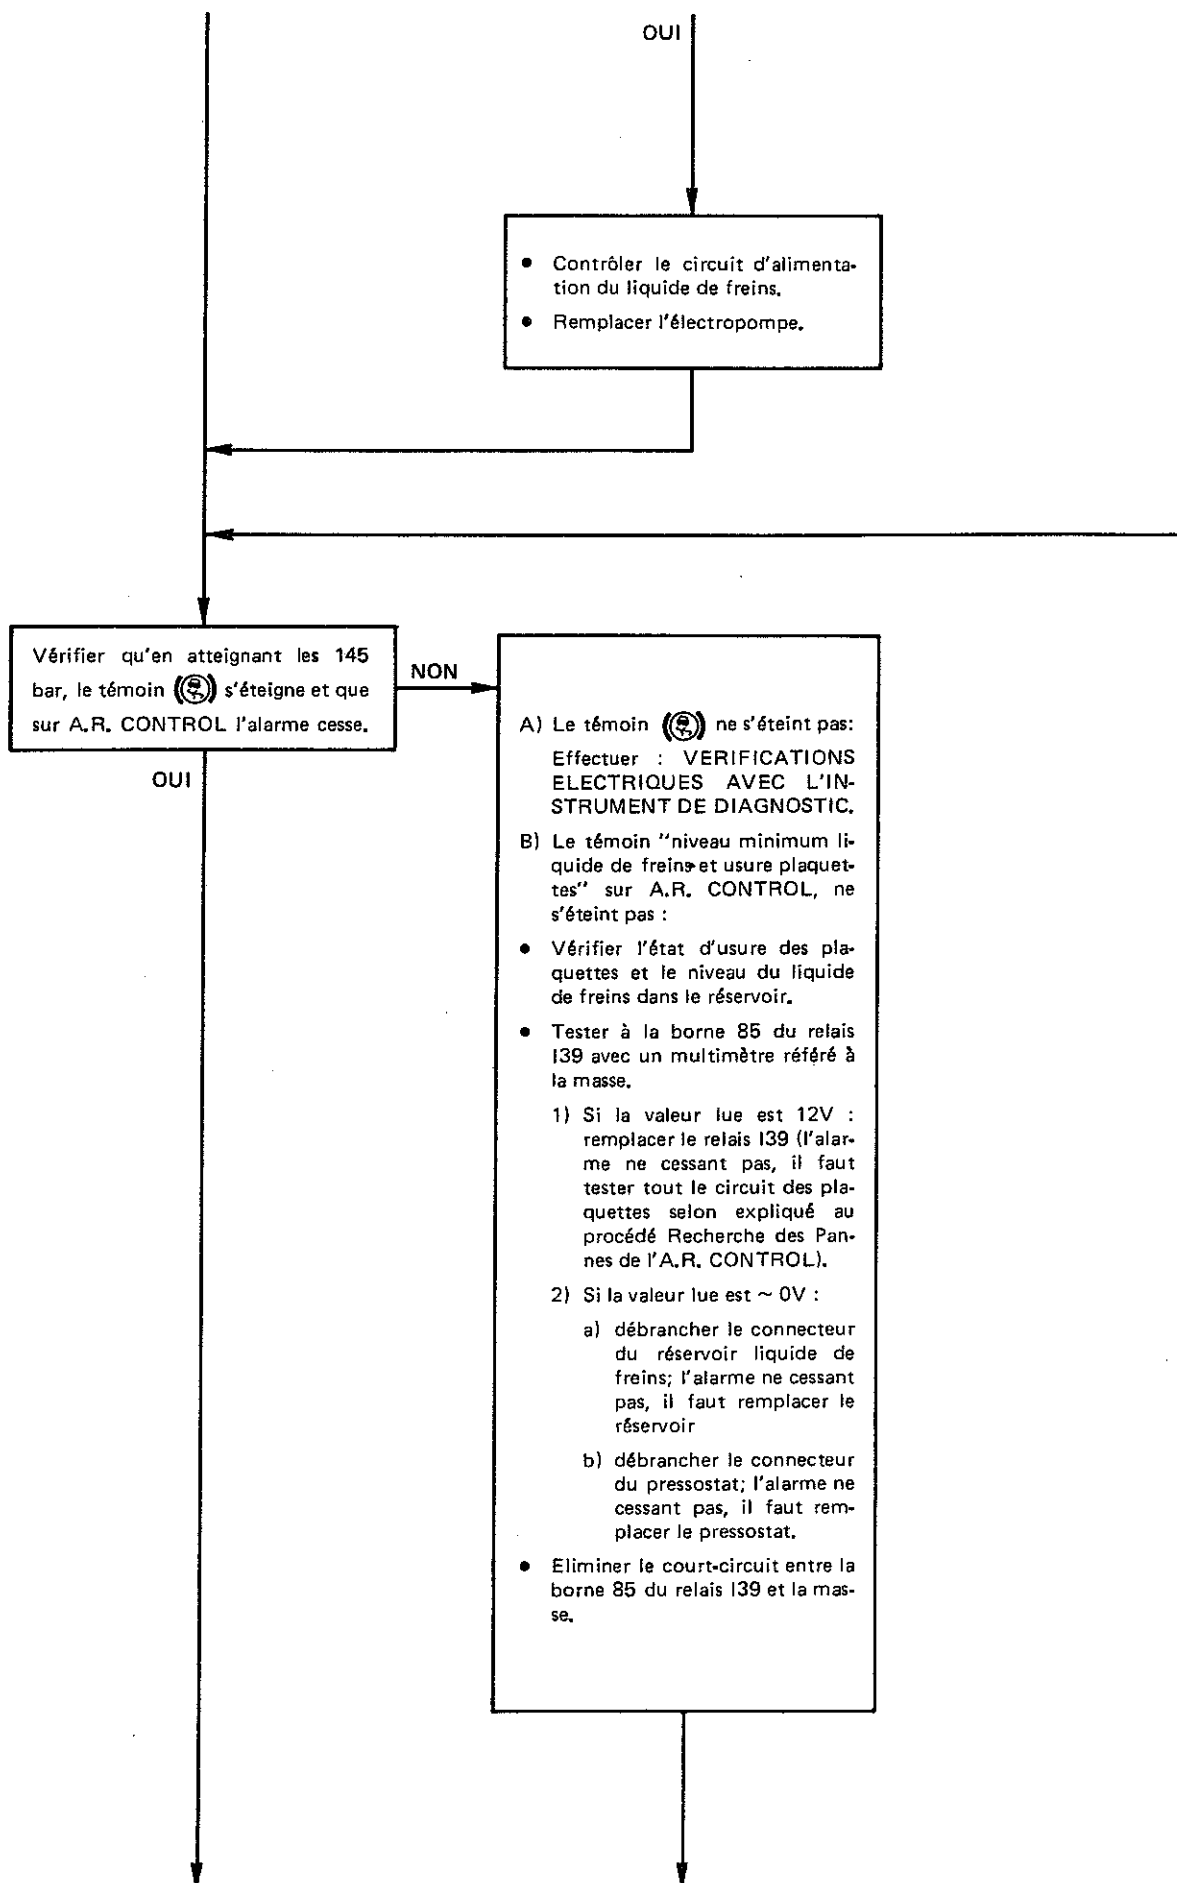 OUI
• Contrôler le circuit d'alimenta-
tion du liquide de freins.
• Remplacer l'électropompe.
Vérifier qu'en atteignant les 145
bar, le témoin s'éteigne et que
sur A.R. CONTROL l'alarme cesse.
NON
OUI
A) Le témoin ne s'éteint pas:
Effectuer : VERIFICATIONS
ELECTRIQUES AVEC L'IN-
STRUMENT DE DIAGNOSTIC.
B) Le témoin "niveau minimum li-
quide de freins et usure plaquet-
tes" sur A.R. CONTROL, ne
s'éteint pas :
• Vérifier l'état d'usure des pla-
quettes et le niveau du liquide
de freins dans le réservoir.
• Tester à la borne 85 du relais
I39 avec un multimètre référé à
la masse.
1) Si la valeur lue est 12V :
remplacer le relais I39 (l'alar-
me ne cessant pas, il faut
tester tout le circuit des pla-
quettes selon expliqué au
procédé Recherche des Pan-
nes de l'A.R. CONTROL).
2) Si la valeur lue est ~ 0V :
a) débrancher le connecteur
du réservoir liquide de
freins; l'alarme ne cessant
pas, il faut remplacer le
réservoir
b) débrancher le connecteur
du pressostat; l'alarme ne
cessant pas, il faut rem-
placer le pressostat.
• Eliminer le court-circuit entre la
borne 85 du relais I39 et la mas-
se.